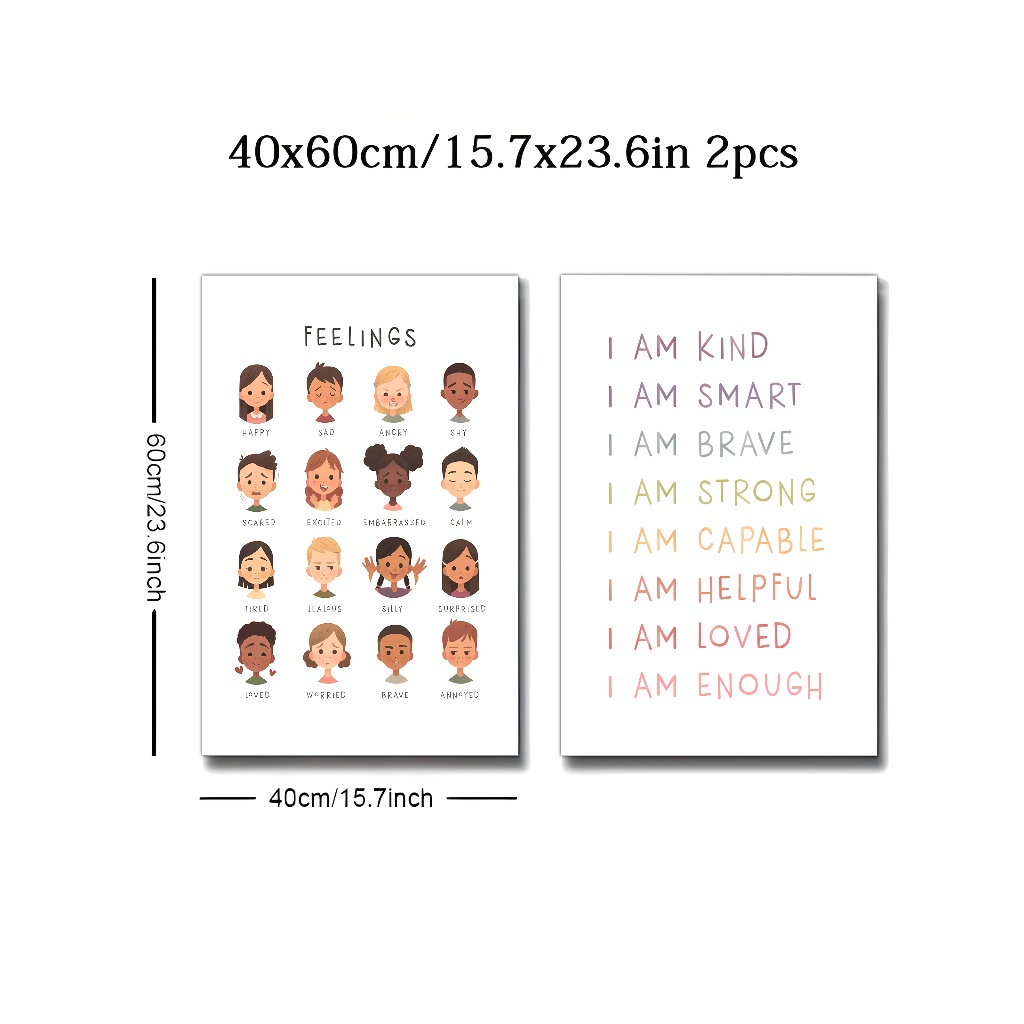 40x60cm/15.7x23.6in 2pcs
60cm/23.6inch
FEELINGS
HAPPY SAD ANGRY SHY
SCARED EXCITED EMBARRASSED CALM
TIRED JEALOUS SILLY SURPRISED
LOVED WORRIED BRAVE ANNOYED
40cm/15.7inch
I AM KIND
I AM SMART
I AM BRAVE
I AM STRONG
I AM CAPABLE
I AM HELPFUL
I AM LOVED
I AM ENOUGH